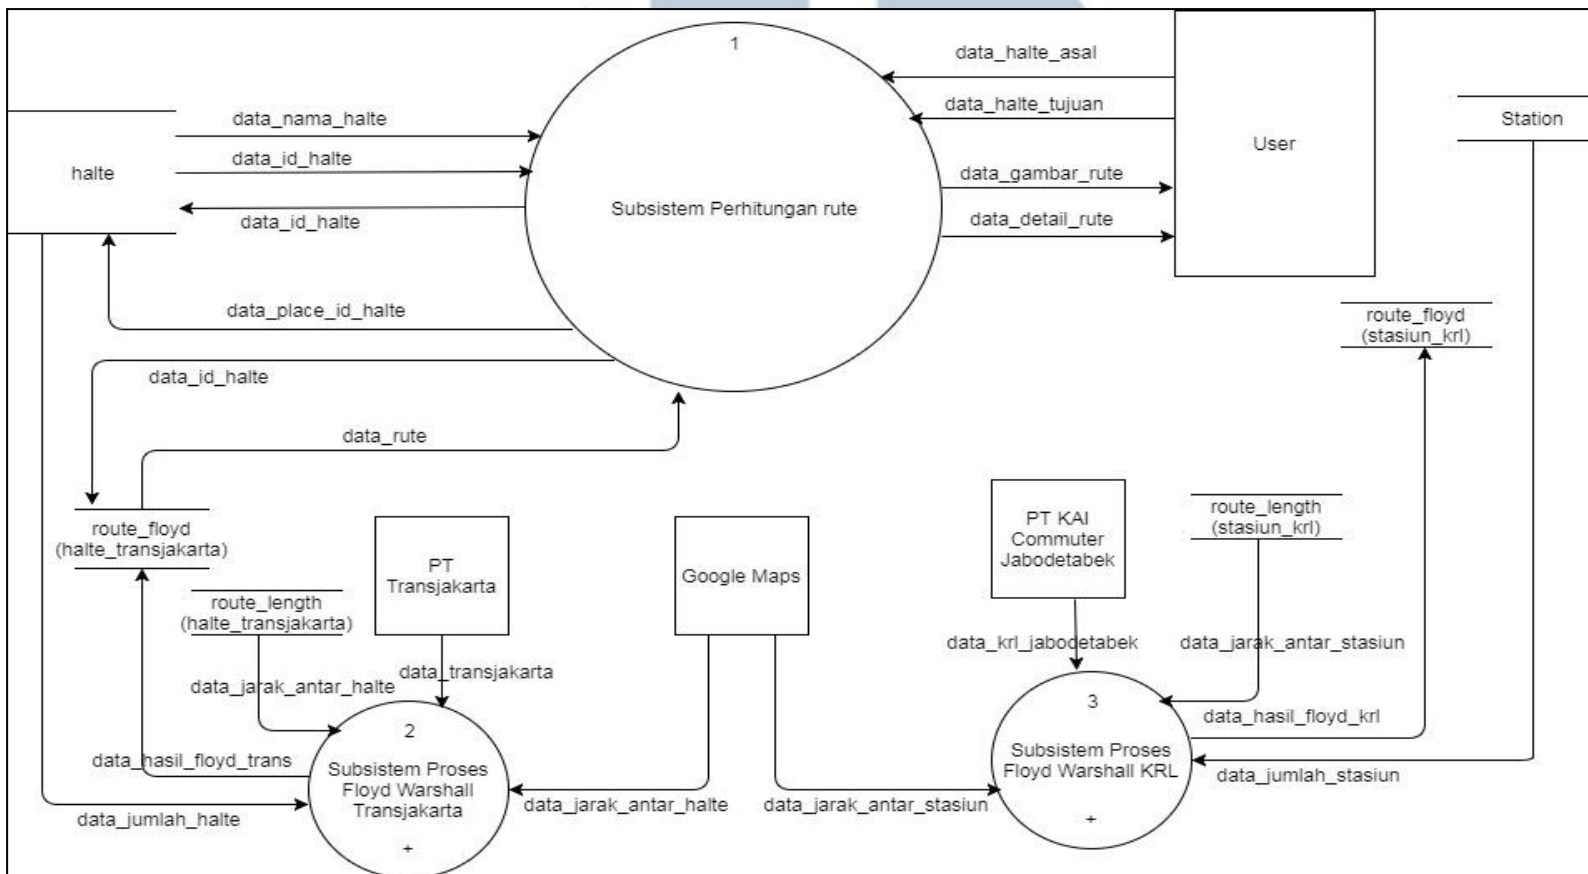 1
data_halte_asal
data_nama_halte
data_halte_tujuan
Station
User
data_id_halte
halte
data_gambar_rute
Subsistem Perhitungan rute
data_id_halte
data_detail_rute
data_place_id_halte
route_floyd
(stasiun_krl)
data_id_halte
data_rute
route_floyd
(halte_transjakarta)
PT
Transjakarta
Google Maps
PT KAI
Commuter
Jabodetabek
route_length
(stasiun_krl)
route_length
(halte_transjakarta)
data_krl_jabodetabek
data_jarak_antar_stasiun
data_transjakarta
data_jarak_antar_halte
3
data_hasil_floyd_krl
2
Subsistem Proses
Floyd Warshall KRL
data_hasil_floyd_trans
Subsistem Proses
Floyd Warshall
Transjakarta
data_jumlah_stasiun
data_jarak_antar_halte
data_jarak_antar_stasiun
data_jumlah_halte
+
+